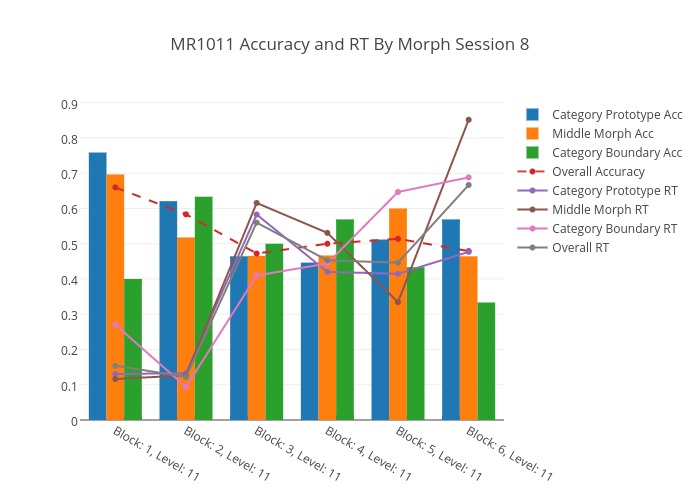 MR1011 Accuracy and RT By Morph Session 8
0.9
0.8
0.7
0.6
0.5
0.4
0.3
0.2
0.1
0
Block: 1, Level: 11
Block: 2, Level: 11
Block: 3, Level: 11
Block: 4, Level: 11
Block: 5, Level: 11
Block: 6, Level: 11
Category Prototype Acc
Middle Morph Acc
Category Boundary Acc
Overall Accuracy
Category Prototype RT
Middle Morph RT
Category Boundary RT
Overall RT